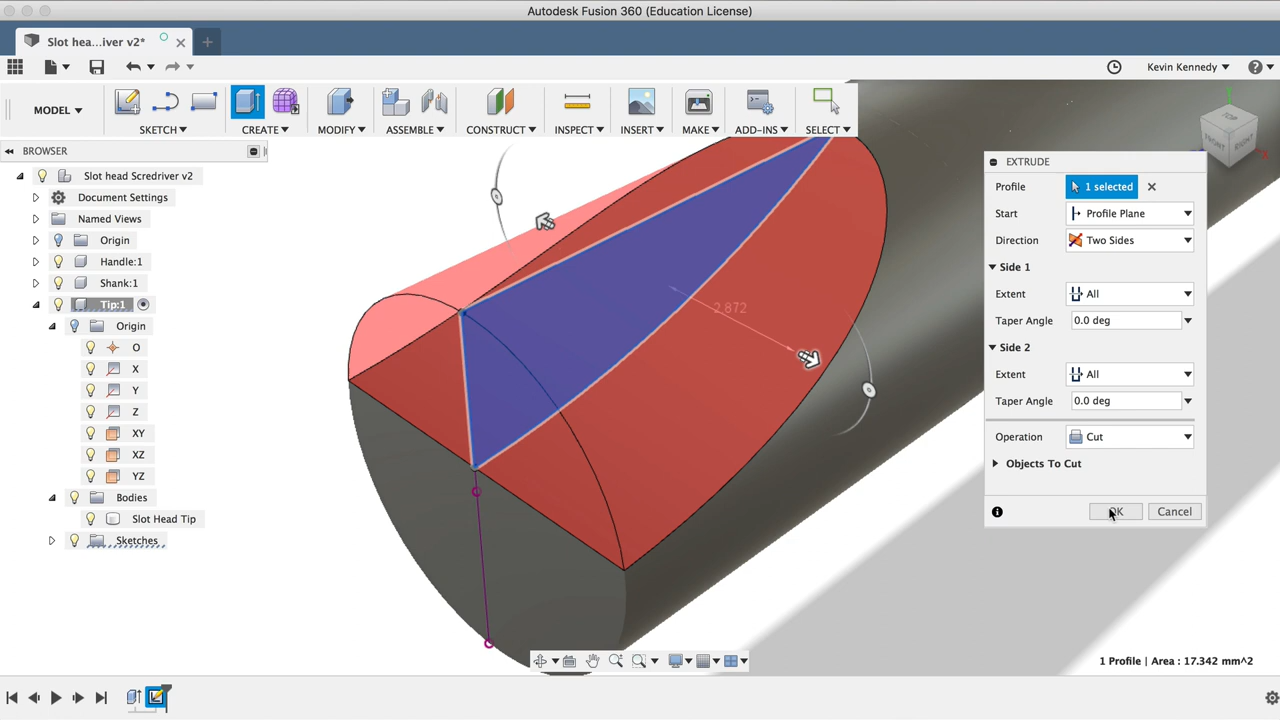 Autodesk Fusion 360 (Education License)
Slot hea...iver v2*
Kevin Kennedy
MODEL
SKETCH
CREATE
MODIFY
ASSEMBLE
CONSTRUCT
INSPECT
INSERT
MAKE
ADD-INS
SELECT
BROWSER
Slot head Scredriver v2
Document Settings
Named Views
Origin
Handle:1
Shank:1
Tip:1
Origin
O
X
Y
Z
XY
XZ
YZ
Bodies
Slot Head Tip
Sketches
2.872
TOP
FRONT
RIGHT
X
EXTRUDE
Profile 1 selected
Start Profile Plane
Direction Two Sides
Side 1
Extent All
Taper Angle 0.0 deg
Side 2
Extent All
Taper Angle 0.0 deg
Operation Cut
Objects To Cut
OK Cancel
1 Profile | Area : 17.342 mm^2